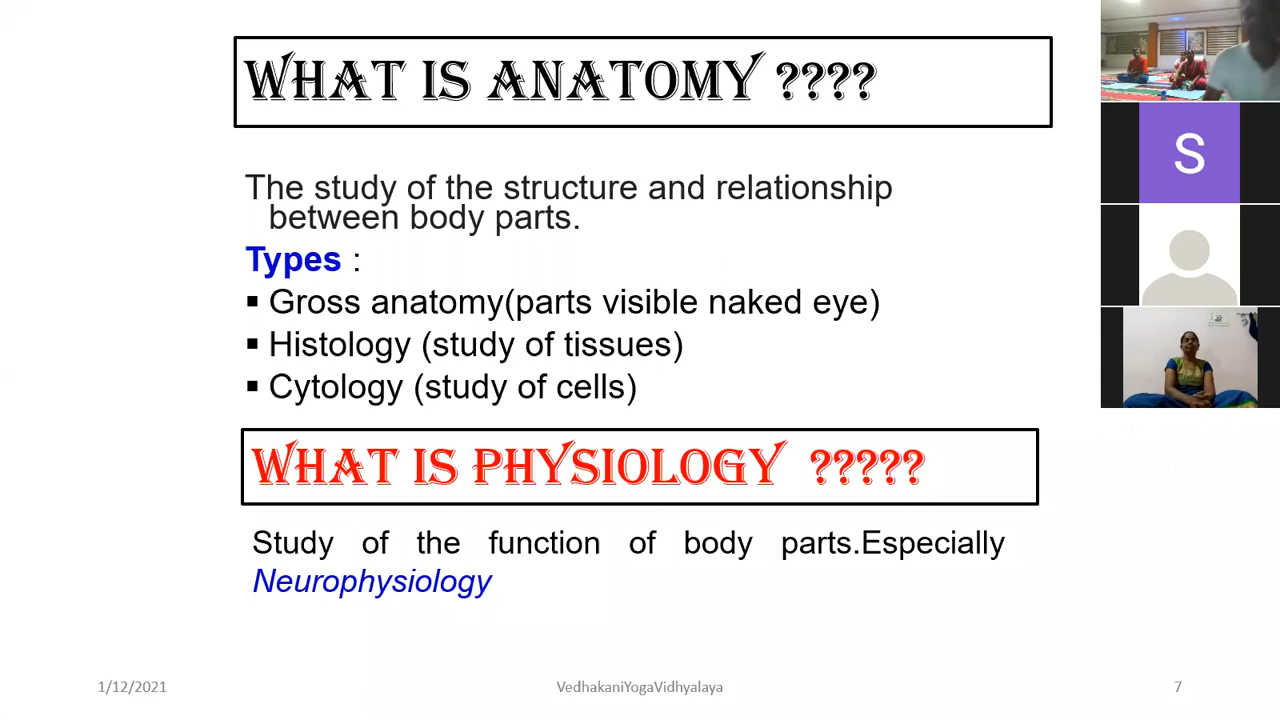 WHAT IS ANATOMY ????
The study of the structure and relationship
between body parts.
Types :
▪ Gross anatomy(parts visible naked eye)
▪ Histology (study of tissues)
▪ Cytology (study of cells)
WHAT IS PHYSIOLOGY ?????
Study of the function of body parts.Especially
Neurophysiology
1/12/2021
VedhakaniYogaVidhyalaya
7
S